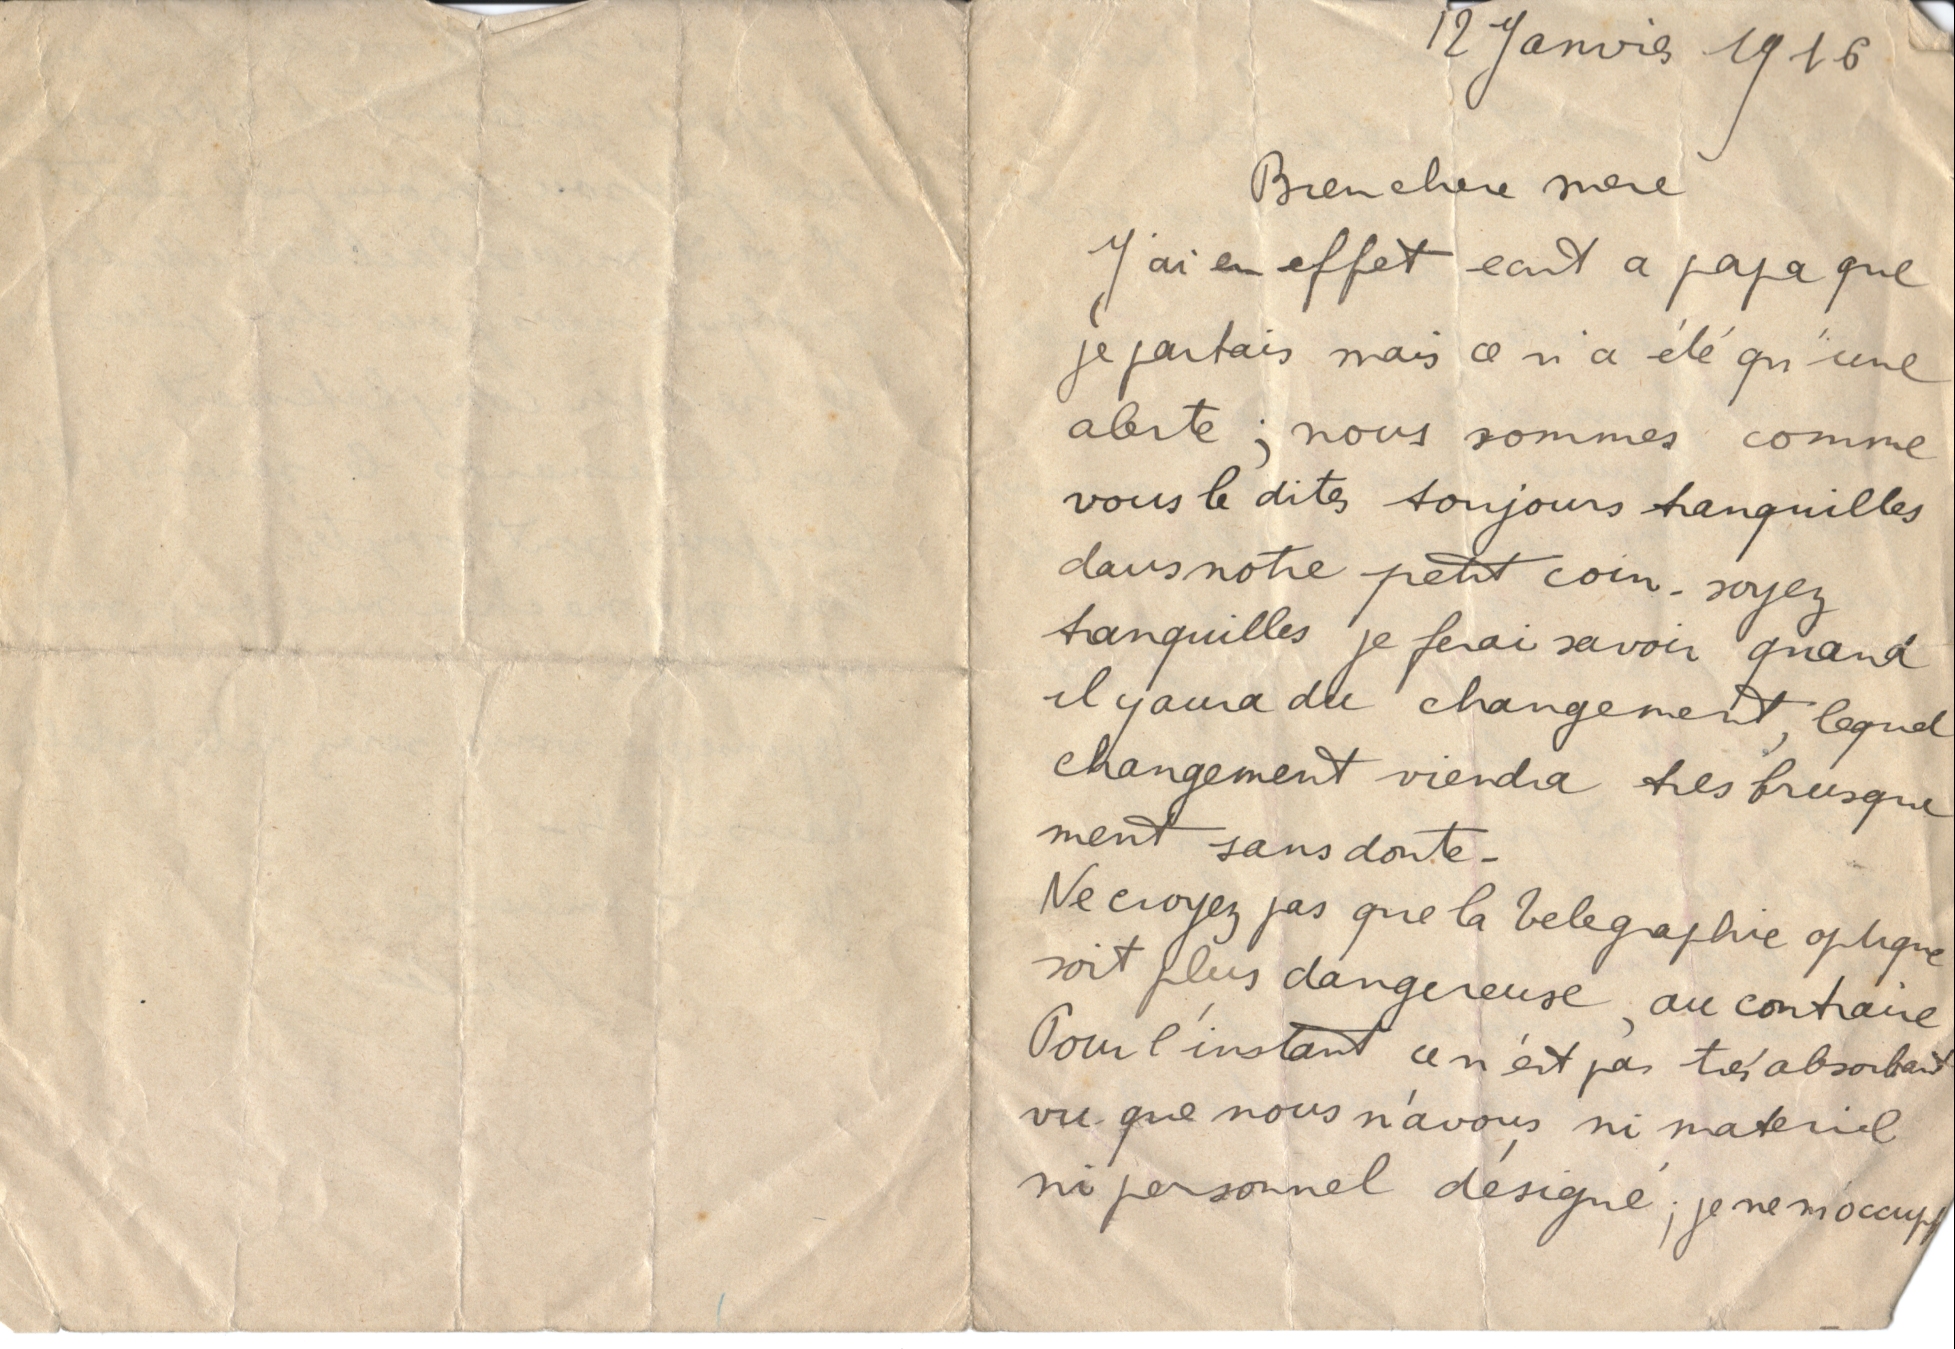 12 Janvier 1916
Bien chere mere
J'ai en effet ecrit a papa que
je partais mais ce n'a été qu'une
alerte ; nous sommes comme
vous le dites toujours tranquilles
dans notre petit coin - soyez
tranquilles je ferai savoir quand
il y aura du changement, lequel
changement viendra tres brusque
ment sans doute -
Ne croyez pas que la telegraphie optique
soit plus dangereuse, au contraire
Pour l'instant ce n'est pas très absorbant
vu que nous n'avons ni materiel
ni personnel désigné ; je ne m'occupe